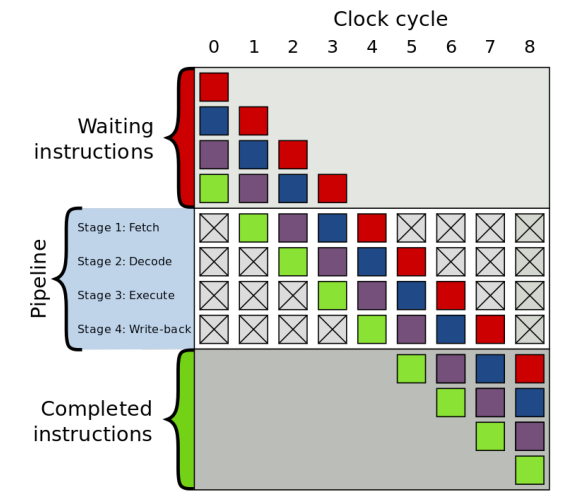 Clock cycle
0 1 2 3 4 5 6 7 8
Waiting
instructions
Pipeline
Stage 1: Fetch
Stage 2: Decode
Stage 3: Execute
Stage 4: Write-back
Completed
instructions